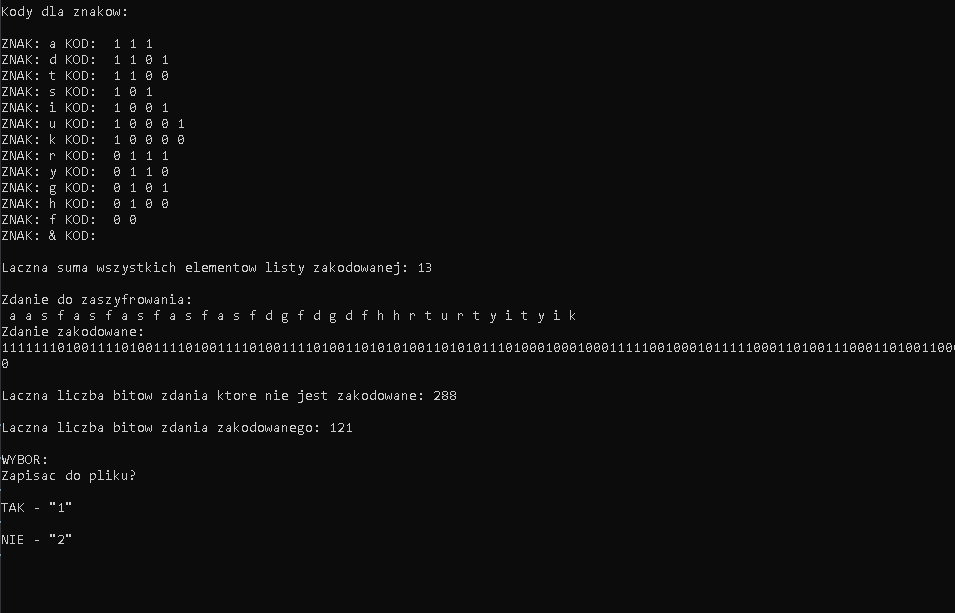 Kody dla znakow:
ZNAK: a KOD:  1 1 1
ZNAK: d KOD:  1 1 0 1
ZNAK: t KOD:  1 1 0 0
ZNAK: s KOD:  1 0 1
ZNAK: i KOD:  1 0 0 1
ZNAK: u KOD:  1 0 0 0 1
ZNAK: k KOD:  1 0 0 0 0
ZNAK: r KOD:  0 1 1 1
ZNAK: y KOD:  0 1 1 0
ZNAK: g KOD:  0 1 0 1
ZNAK: h KOD:  0 1 0 0
ZNAK: f KOD:  0 0
ZNAK: & KOD:
Laczna suma wszystkich elementow listy zakodowanej: 13
Zdanie do zaszyfrowania:
a a s f a s f a s f a s f a s f d g f d g d f h h r t u r t y i t y i k
Zdanie zakodowane:
111111101001111010011110100111101001111010011010101001101010111010001000100011111001000101111100011010011100011010011000
0
Laczna liczba bitow zdania ktore nie jest zakodowane: 288
Laczna liczba bitow zdania zakodowanego: 121
WYBOR:
Zapisac do pliku?
TAK - "1"
NIE - "2"